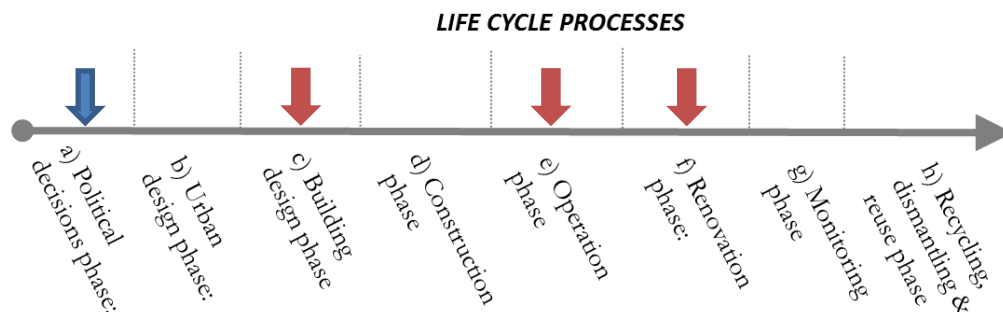 LIFE CYCLE PROCESSES
a) Political
decisions phase:
b) Urban
design phase:
c) Building
design phase
d) Construction
phase
e) Operation
phase
f) Renovation
phase:
g) Monitoring
phase
h) Recycling,
dismantling &
reuse phase